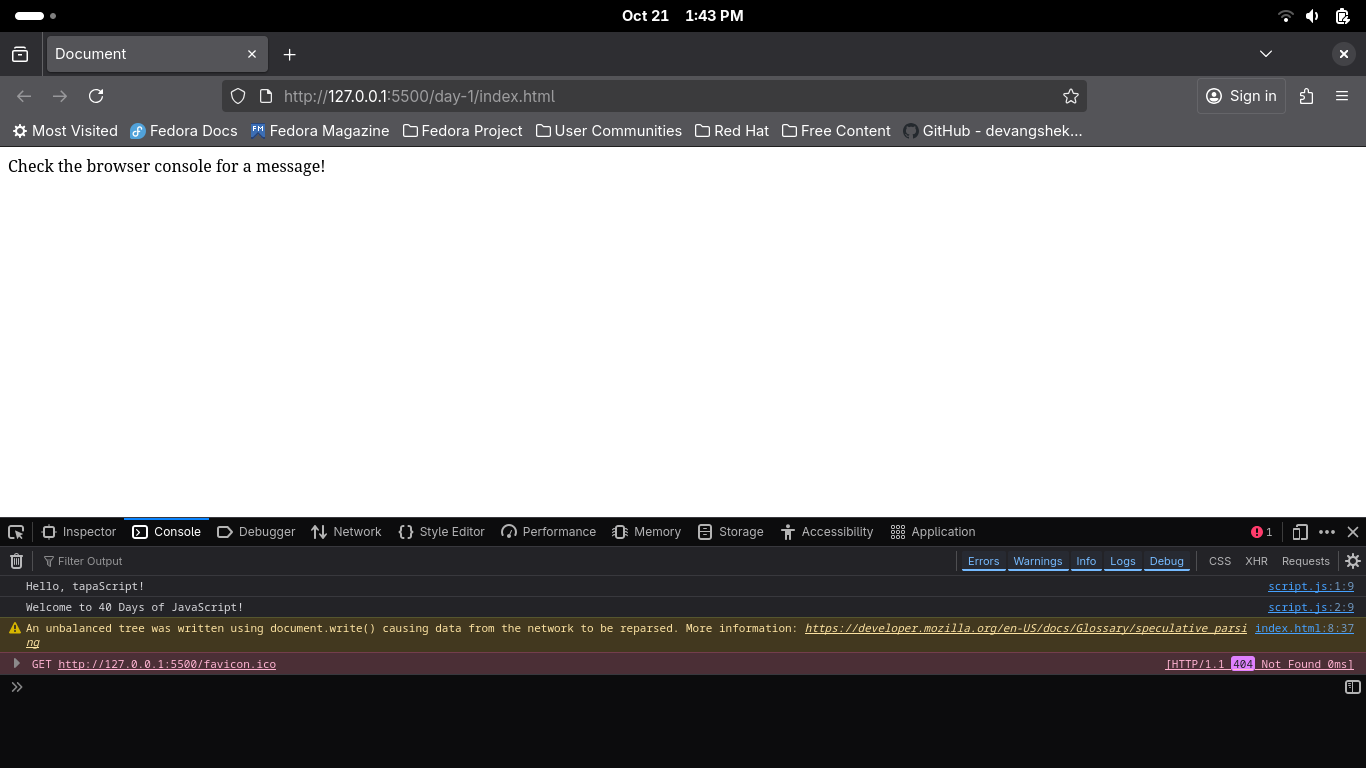 Oct 21 1:43 PM
Document
http://127.0.0.1:5500/day-1/index.html
Sign in
Most Visited Fedora Docs Fedora Magazine Fedora Project User Communities Red Hat Free Content GitHub - devangshek…
Check the browser console for a message!
Inspector Console Debugger Network Style Editor Performance Memory Storage Accessibility Application 1
Filter Output Errors Warnings Info Logs Debug CSS XHR Requests
Hello, tapaScript! script.js:1:9
Welcome to 40 Days of JavaScript! script.js:2:9
An unbalanced tree was written using document.write() causing data from the network to be reparsed. More information: https://developer.mozilla.org/en-US/docs/Glossary/speculative_parsi index.html:8:37
ng
GET http://127.0.0.1:5500/favicon.ico [HTTP/1.1 404 Not Found 0ms]